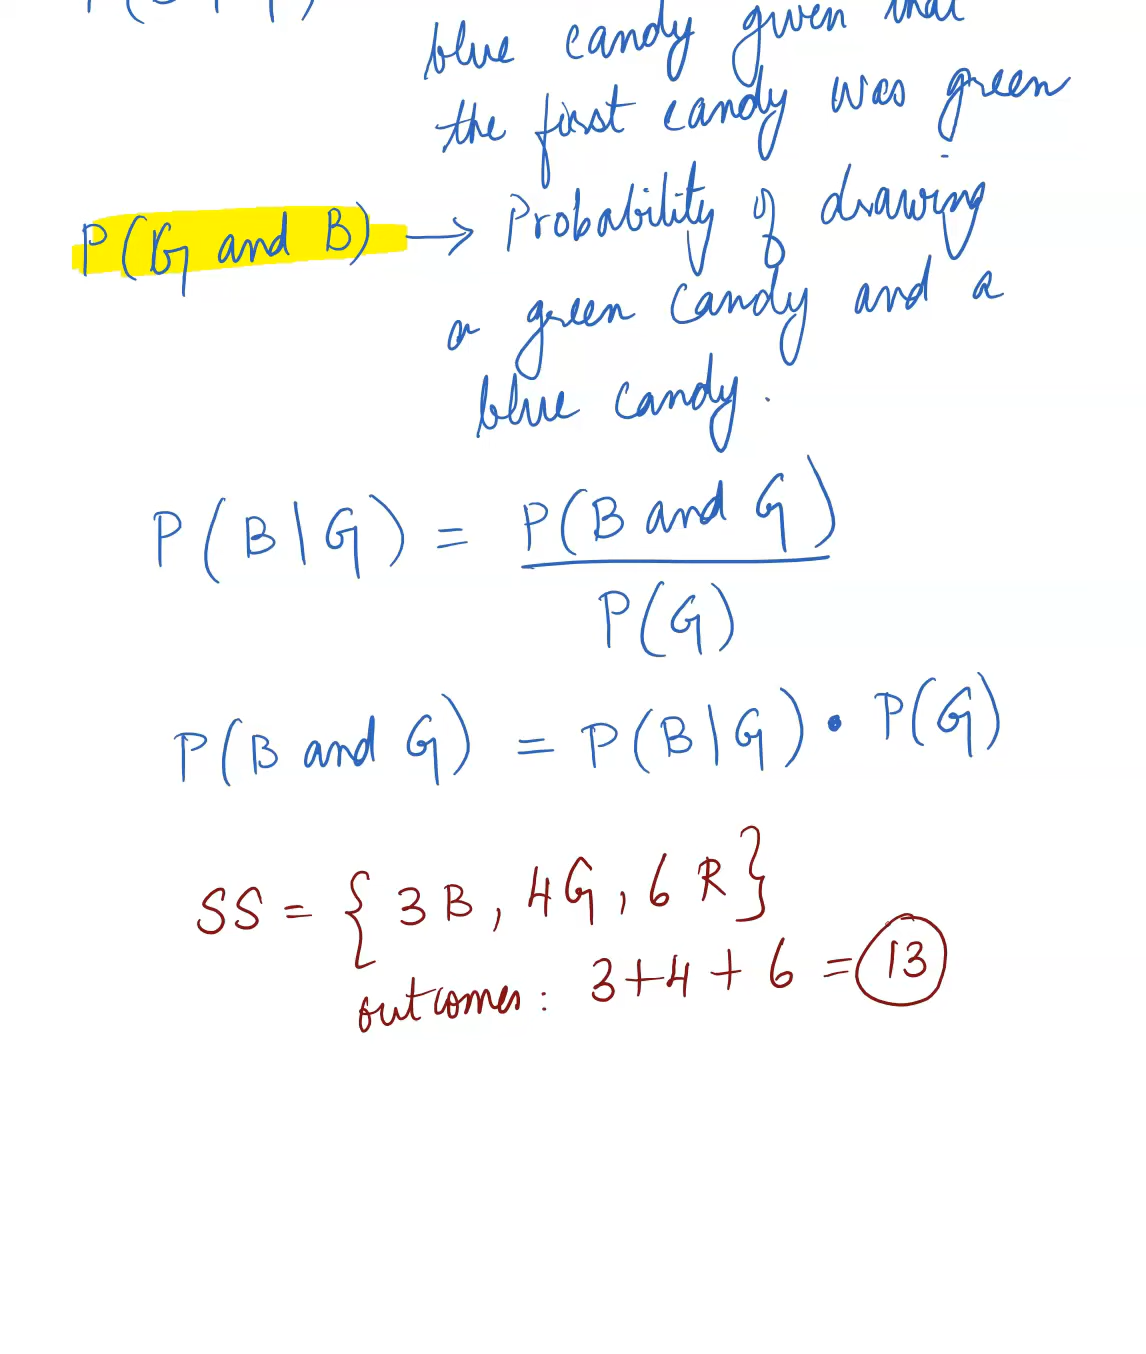 blue candy given that
the first candy was green
P(G and B) → Probability of drawing
a green candy and a
blue candy.
P(B|G) = P(B and G)
P(G)
P(B and G) = P(B|G) • P(G)
SS = {3B, 4G, 6R}
outcomes: 3+4+6 = 13